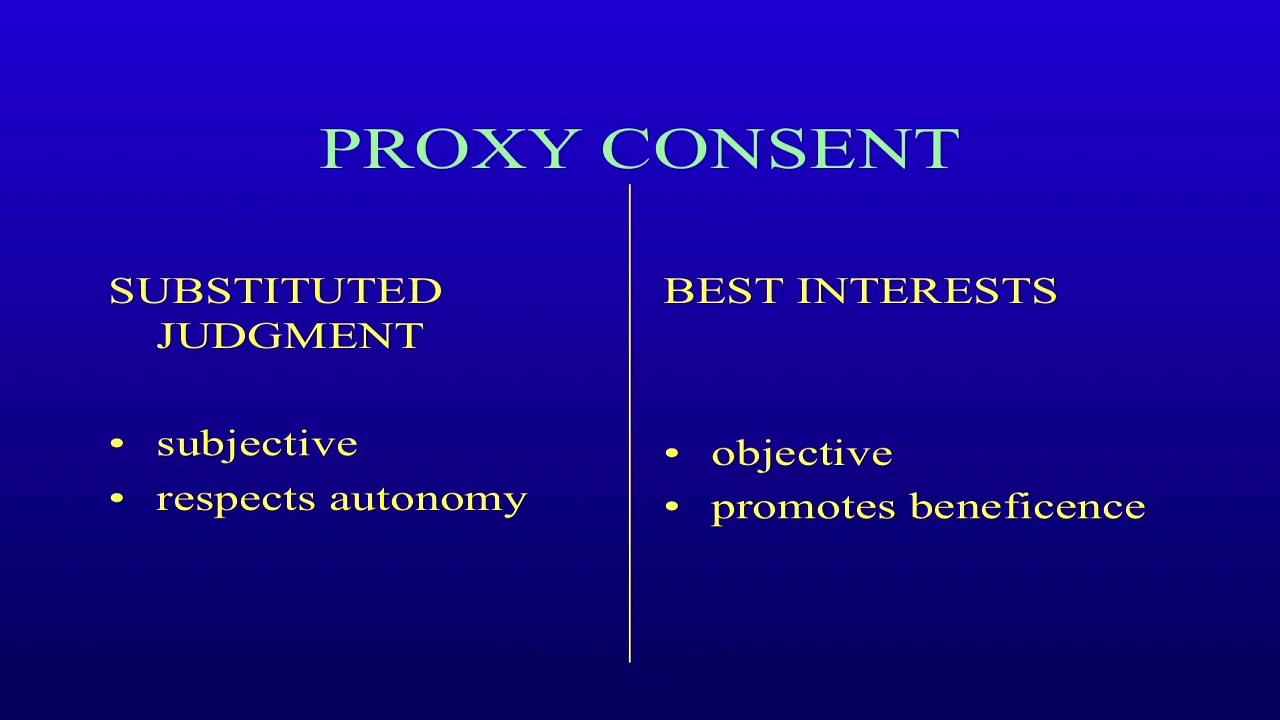 PROXY CONSENT
SUBSTITUTED
JUDGMENT
• subjective
• respects autonomy
BEST INTERESTS
• objective
• promotes beneficence